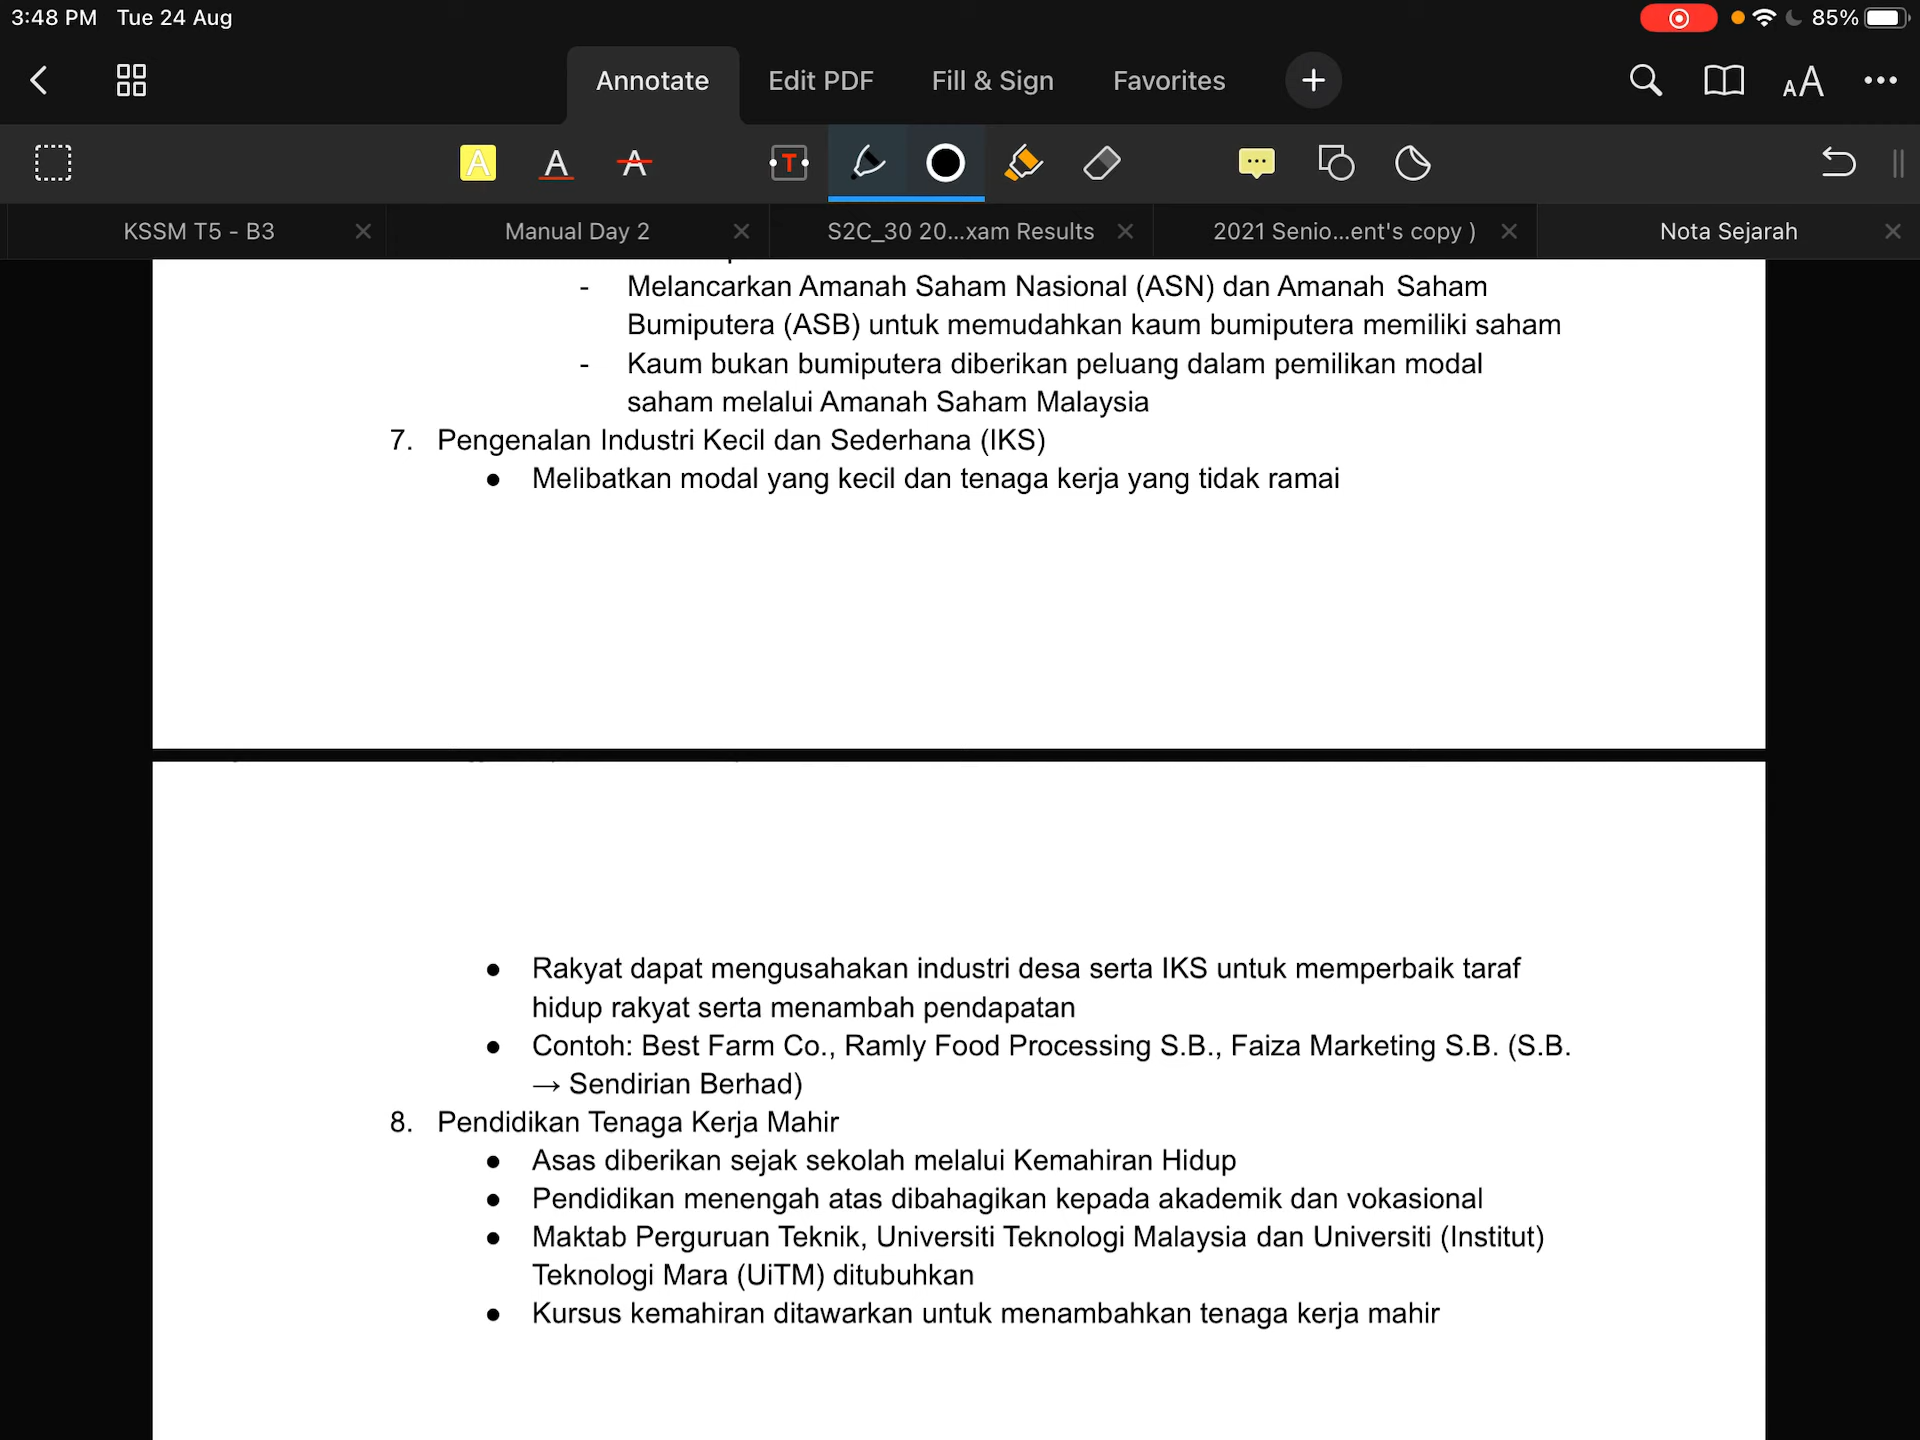 3:48 PM Tue 24 Aug
85%
Annotate Edit PDF Fill & Sign Favorites
AA
A A A T
KSSM T5 - B3 Manual Day 2 S2C_30 20...xam Results 2021 Senio...ent's copy ) Nota Sejarah
- Melancarkan Amanah Saham Nasional (ASN) dan Amanah Saham
Bumiputera (ASB) untuk memudahkan kaum bumiputera memiliki saham
- Kaum bukan bumiputera diberikan peluang dalam pemilikan modal
saham melalui Amanah Saham Malaysia
7. Pengenalan Industri Kecil dan Sederhana (IKS)
● Melibatkan modal yang kecil dan tenaga kerja yang tidak ramai
● Rakyat dapat mengusahakan industri desa serta IKS untuk memperbaik taraf
hidup rakyat serta menambah pendapatan
● Contoh: Best Farm Co., Ramly Food Processing S.B., Faiza Marketing S.B. (S.B.
→ Sendirian Berhad)
8. Pendidikan Tenaga Kerja Mahir
● Asas diberikan sejak sekolah melalui Kemahiran Hidup
● Pendidikan menengah atas dibahagikan kepada akademik dan vokasional
● Maktab Perguruan Teknik, Universiti Teknologi Malaysia dan Universiti (Institut)
Teknologi Mara (UiTM) ditubuhkan
● Kursus kemahiran ditawarkan untuk menambahkan tenaga kerja mahir